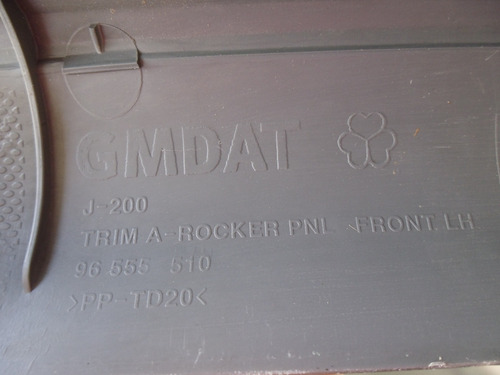 GMDAT
J-200
TRIM A-ROCKER PNL -FRONT. LH
96 555 510
>PP-TD20<